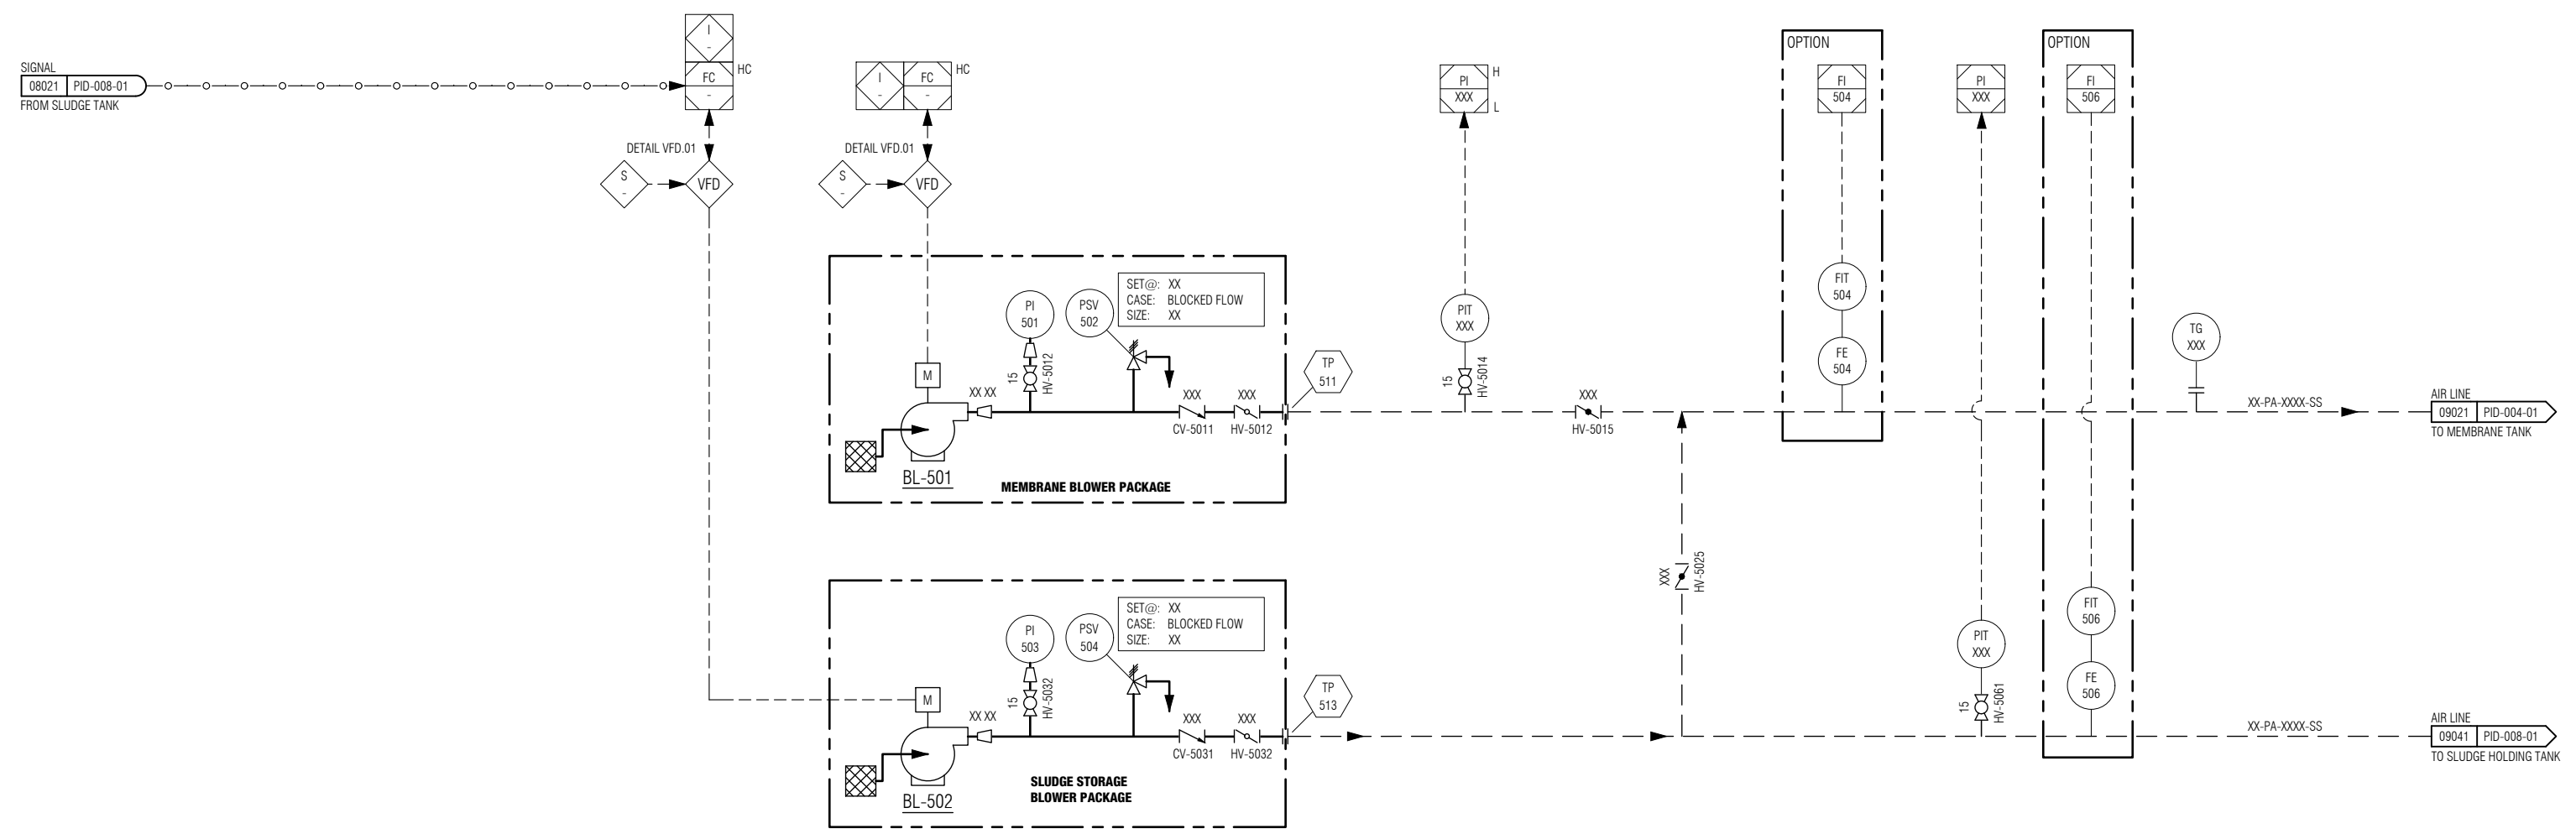 SIGNAL
08021 PID-008-01
FROM SLUDGE TANK
I
-
FC
-
HC
DETAIL VFD.01
S
-
VFD
I
-
FC
-
HC
DETAIL VFD.01
S
-
VFD
PI
XXX
H
L
OPTION
FI
504
PI
XXX
OPTION
FI
506
M
XX XX
PI
501
15
HV-5012
PSV
502
SET@: XX
CASE: BLOCKED FLOW
SIZE: XX
XXX
CV-5011
XXX
HV-5012
TP
511
BL-501
MEMBRANE BLOWER PACKAGE
PIT
XXX
15
HV-5014
XXX
HV-5015
FIT
504
FE
504
TG
XXX
XX-PA-XXXX-SS
AIR LINE
09021 PID-004-01
TO MEMBRANE TANK
XXX
HV-5025
M
XX XX
PI
503
15
HV-5032
PSV
504
SET@: XX
CASE: BLOCKED FLOW
SIZE: XX
XXX
CV-5031
XXX
HV-5032
TP
513
BL-502
SLUDGE STORAGE
BLOWER PACKAGE
PIT
XXX
15
HV-5061
FIT
506
FE
506
XX-PA-XXXX-SS
AIR LINE
09041 PID-008-01
TO SLUDGE HOLDING TANK